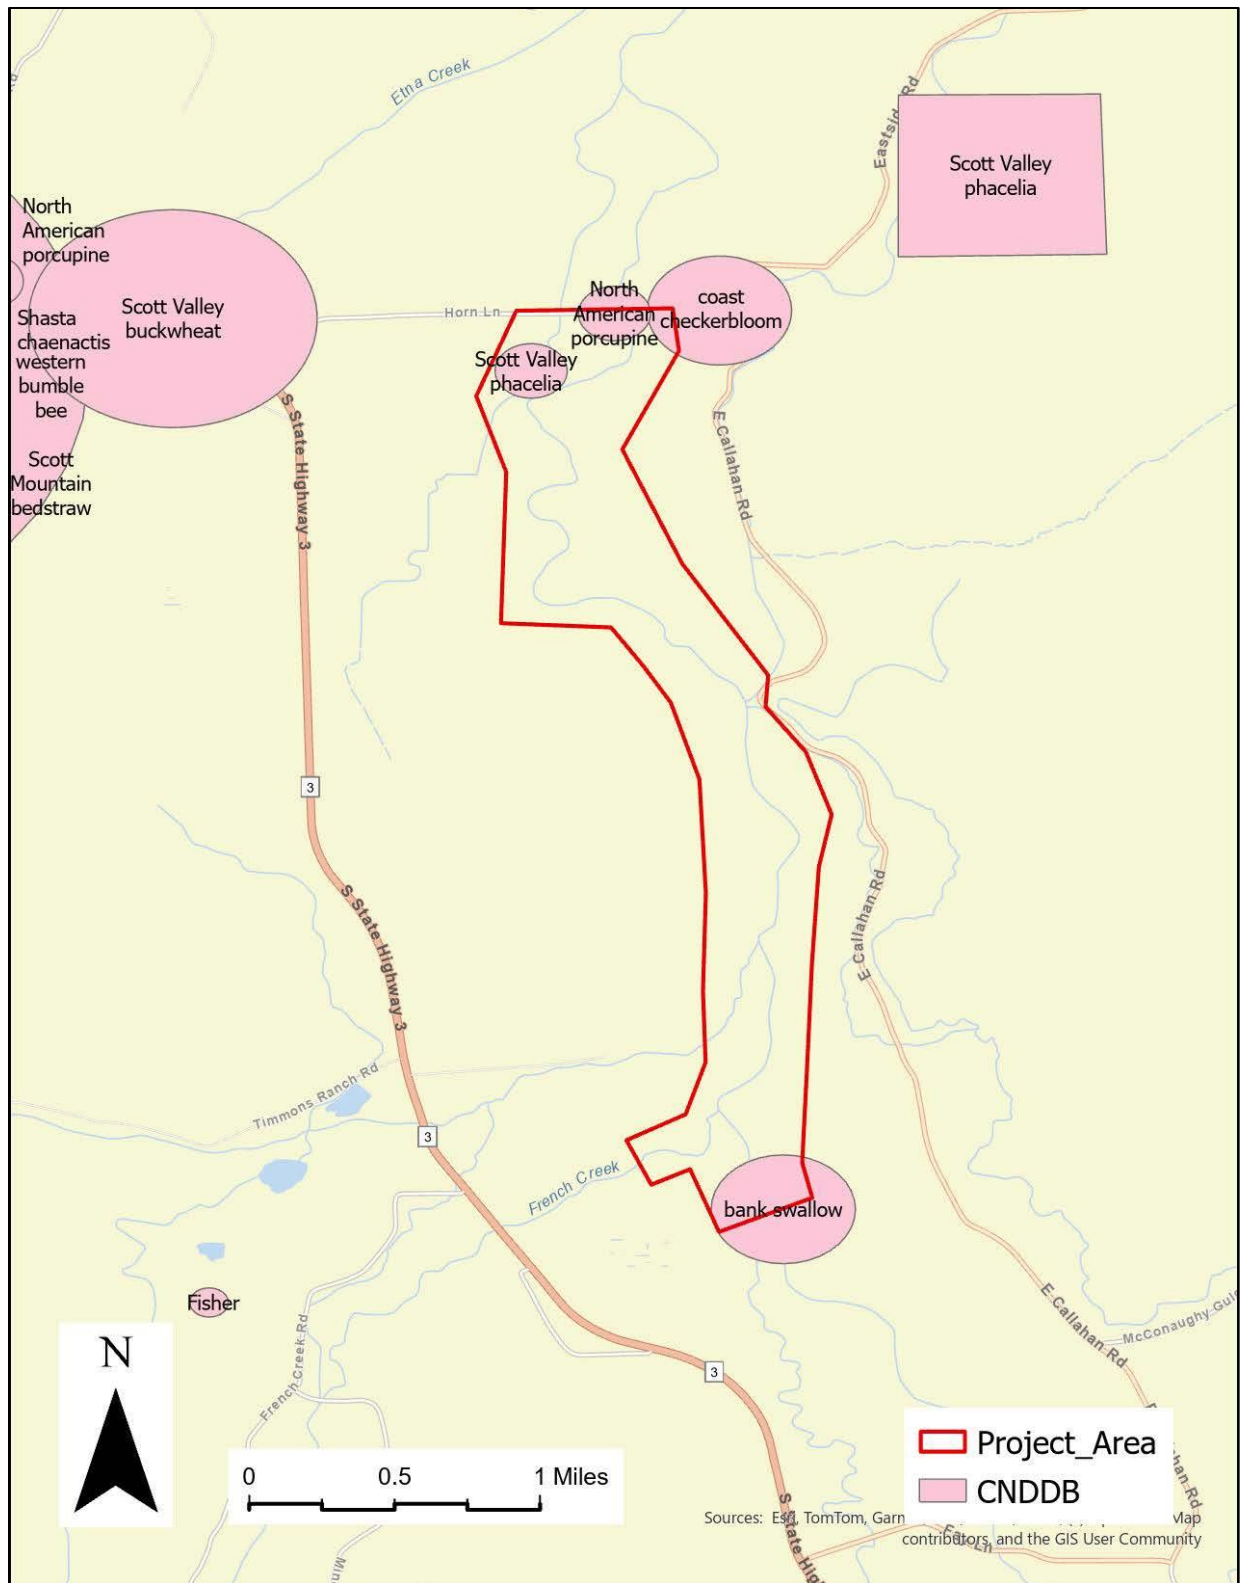 Etna Creek
Eastside Rd
Scott Valley
phacelia
North
American
porcupine
Scott Valley
buckwheat
Shasta
chaenactis
western
bumble
bee
Scott
Mountain
bedstraw
Horn Ln
North
American
porcupine
coast
checkerbloom
Scott Valley
phacelia
S State Highway 3
E Callahan Rd
3
S State Highway 3
E Callahan Rd
Timmons Ranch Rd
3
French Creek
bank swallow
Fisher
E Callahan Rd
McConaughy
French Creek Rd
3
N
0 0.5 1 Miles
Project_Area
CNDDB
S State
Sources: Esri, TomTom, Garm
Map
contributors, and the GIS User Community
Ln